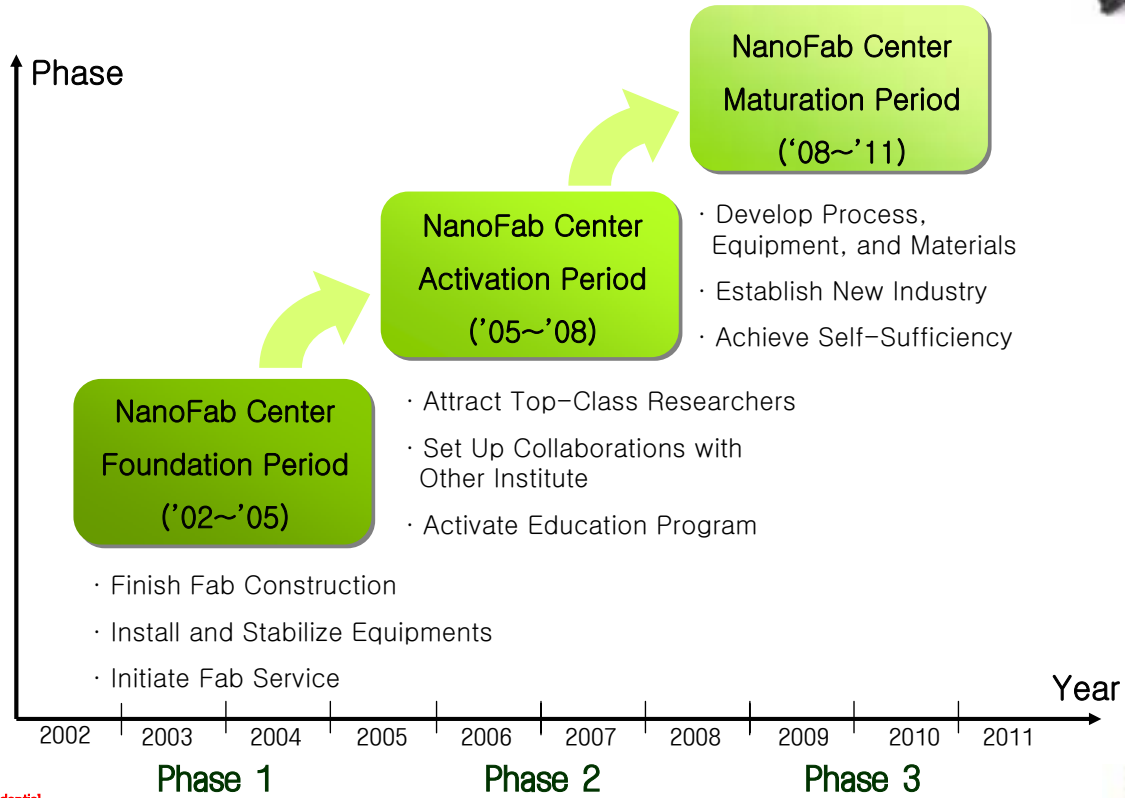 Phase
NanoFab Center
Maturation Period
(‘08~’11)
· Develop Process,
Equipment, and Materials
· Establish New Industry
· Achieve Self-Sufficiency
NanoFab Center
Activation Period
(’05~’08)
· Attract Top-Class Researchers
· Set Up Collaborations with
Other Institute
· Activate Education Program
NanoFab Center
Foundation Period
(’02~’05)
· Finish Fab Construction
· Install and Stabilize Equipments
· Initiate Fab Service
Year
2002 2003 2004 2005 2006 2007 2008 2009 2010 2011
Phase 1 Phase 2 Phase 3